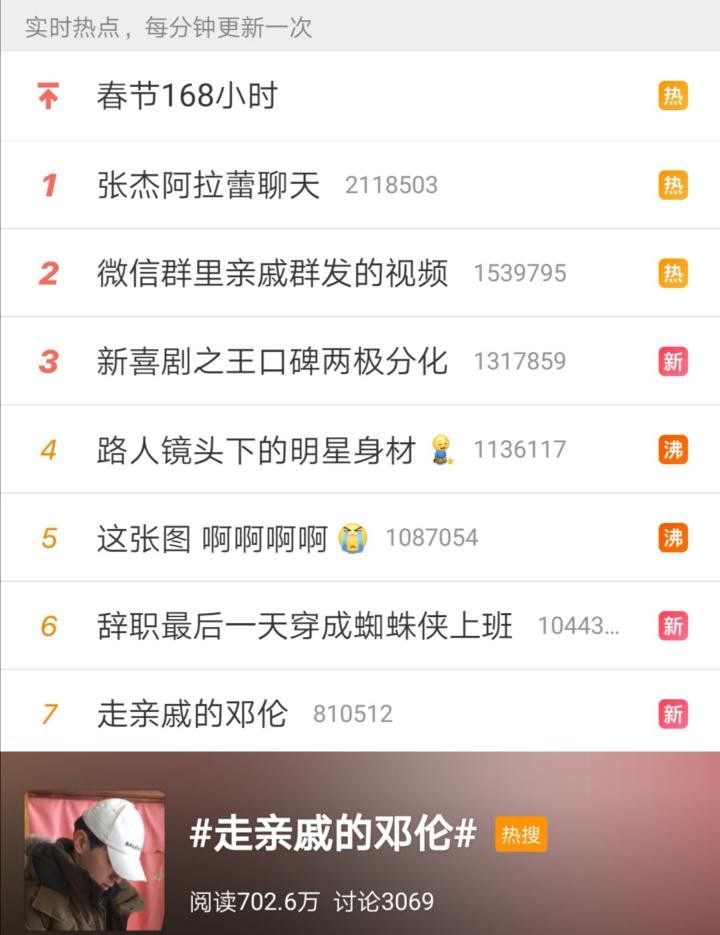 实时热点，每分钟更新一次
春节168小时 热
1 张杰阿拉蕾聊天 2118503 热
2 微信群里亲戚群发的视频 1539795 热
3 新喜剧之王口碑两极分化 1317859 新
4 路人镜头下的明星身材 1136117 沸
5 这张图 啊啊啊啊 😭 1087054 沸
6 辞职最后一天穿成蜘蛛侠上班 10443... 新
7 走亲戚的邓伦 810512 新
#走亲戚的邓伦# 热搜
阅读702.6万 讨论3069